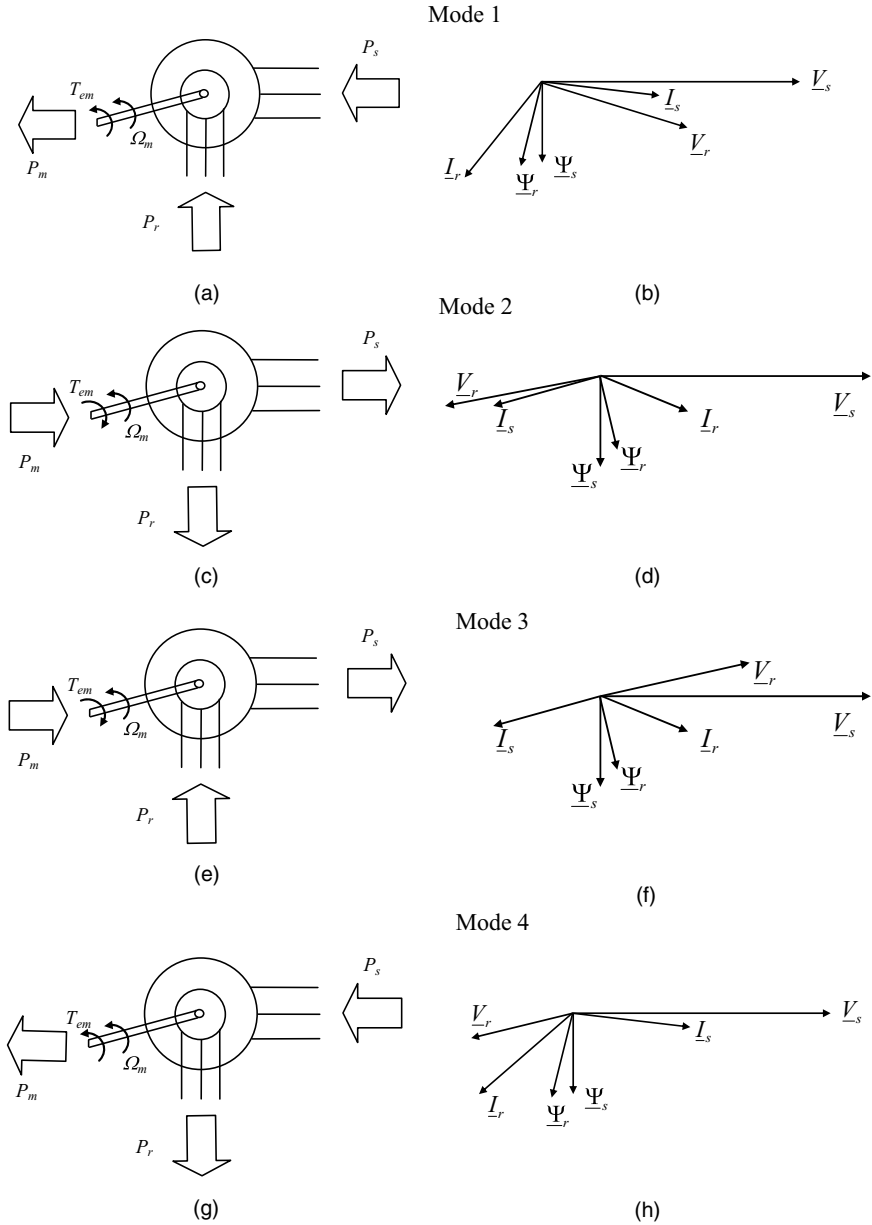 Mode 1
P_s
T_em
Ω_m
P_m
P_r
(a)
V_s
I_s
V_r
I_r
Ψ_r
Ψ_s
(b)
Mode 2
P_s
T_em
Ω_m
P_m
P_r
(c)
V_r
I_s
I_r
V_s
Ψ_s
Ψ_r
(d)
Mode 3
P_s
T_em
Ω_m
P_m
P_r
(e)
V_r
I_s
I_r
V_s
Ψ_s
Ψ_r
(f)
Mode 4
P_s
T_em
Ω_m
P_m
P_r
(g)
V_r
V_s
I_s
I_r
Ψ_r
Ψ_s
(h)